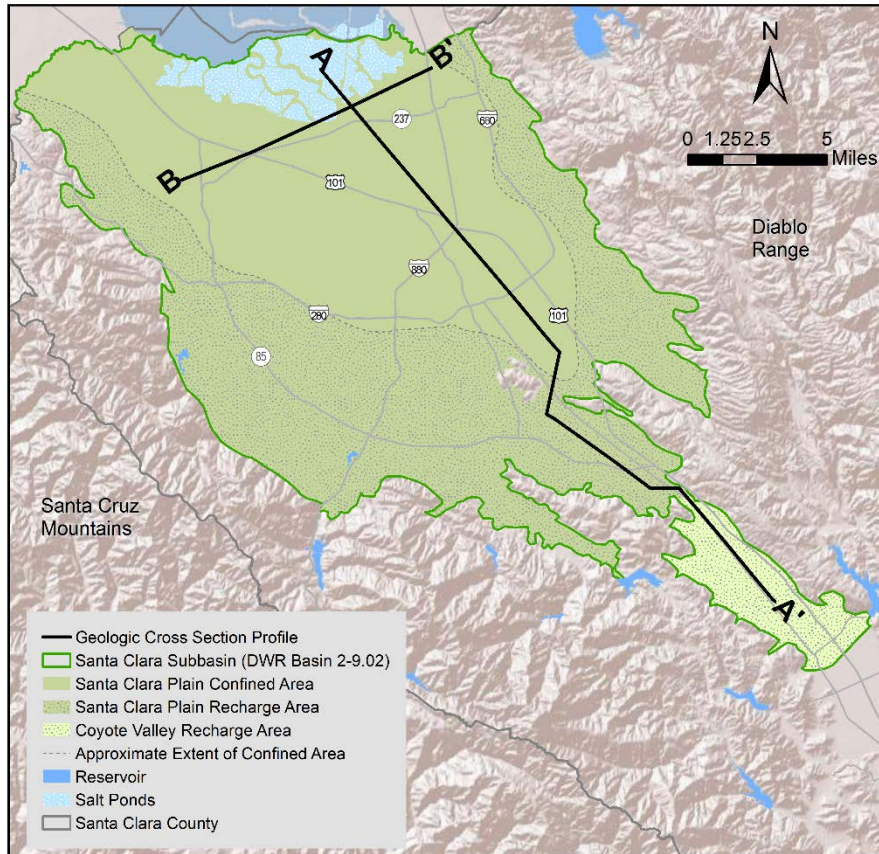 A
B'
N
237
680
0 1.25 2.5 5
Miles
B
101
Diablo
Range
880
280
101
85
Santa Cruz
Mountains
A'
Geologic Cross Section Profile
Santa Clara Subbasin (DWR Basin 2-9.02)
Santa Clara Plain Confined Area
Santa Clara Plain Recharge Area
Coyote Valley Recharge Area
Approximate Extent of Confined Area
Reservoir
Salt Ponds
Santa Clara County